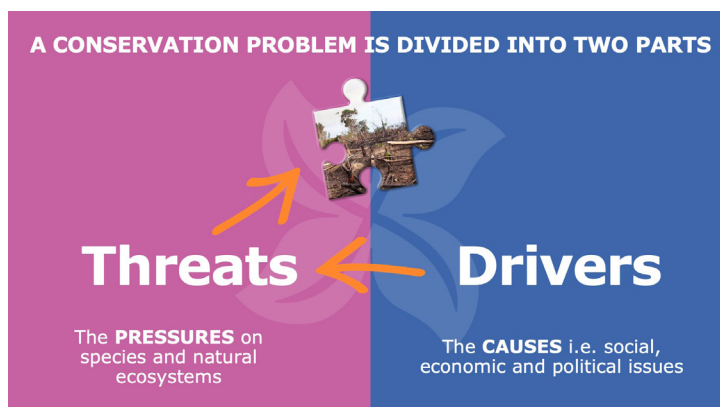 A CONSERVATION PROBLEM IS DIVIDED INTO TWO PARTS
Threats
The PRESSURES on
species and natural
ecosystems
Drivers
The CAUSES i.e. social,
economic and political issues